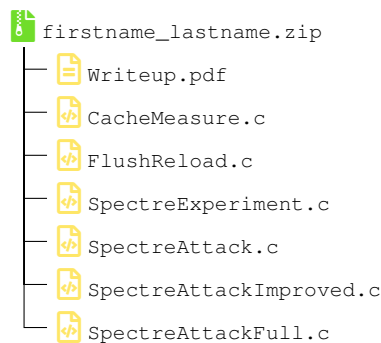 firstname_lastname.zip
Writeup.pdf
CacheMeasure.c
FlushReload.c
SpectreExperiment.c
SpectreAttack.c
SpectreAttackImproved.c
SpectreAttackFull.c